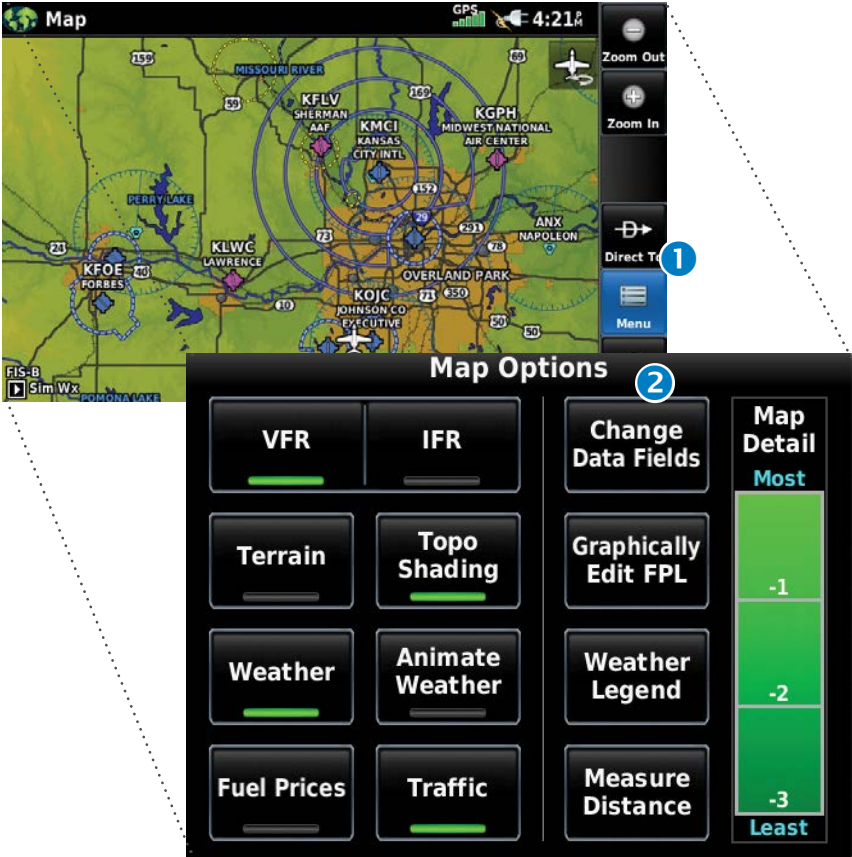 Map
GPS
4:21 P M
Zoom Out
Zoom In
Direct To
1
Menu
159
MISSOURI RIVER
69
59
KFLV
SHERMAN
AAF
169
KGPH
MIDWEST NATIONAL
AIR CENTER
KMCI
KANSAS
CITY INTL
152
PERRY LAKE
29
ANX
NAPOLEON
24
KLWC
LAWRENCE
73
291
78
KFOE
FORBES
40
OVERLAND PARK
10
KOJC
JOHNSON CO
EXECUTIVE
71
350
50
50
FIS-B
Sim Wx
POMONA LAKE
Map Options
2
VFR
IFR
Change
Data Fields
Map
Detail
Most
Terrain
Topo
Shading
Graphically
Edit FPL
-1
Weather
Animate
Weather
Weather
Legend
-2
Fuel Prices
Traffic
Measure
Distance
-3
Least